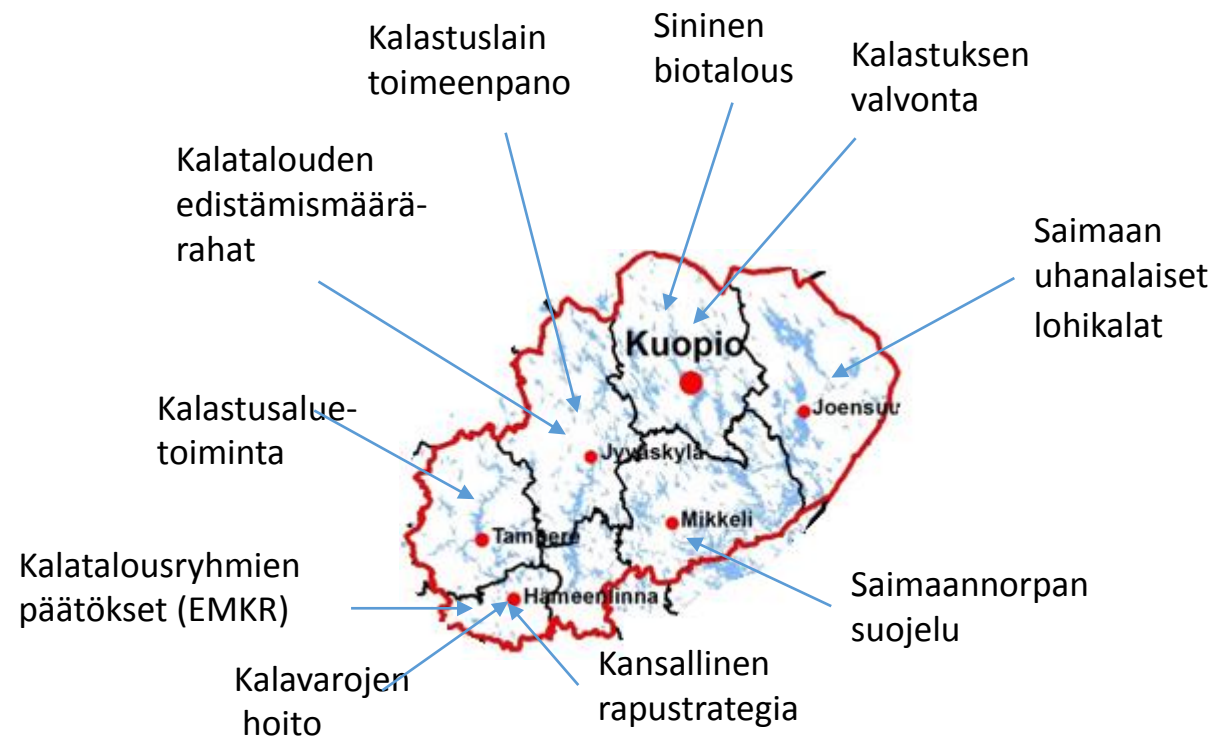 Kalastuslain
toimeenpano
Sininen
biotalous
Kalastuksen
valvonta
Kalatalouden
edistämismäärä-
rahat
Saimaan
uhanalaiset
lohikalat
Kuopio
Kalastusalue-
toiminta
Joensuu
Jyväskylä
Mikkeli
Tampere
Kalatalousryhmien
päätökset (EMKR)
Hämeenlinna
Saimaannorpan
suojelu
Kalavarojen
hoito
Kansallinen
rapustrategia